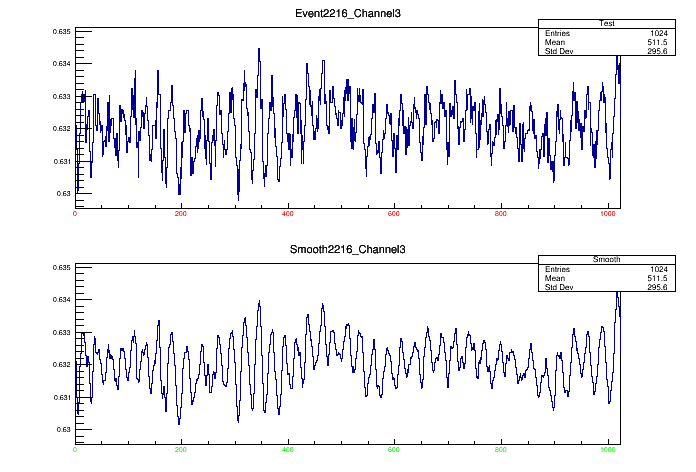 Event2216_Channel3
Test
Entries 1024
Mean 511.5
Std Dev 295.6
0.635
0.634
0.633
0.632
0.631
0.63
0 200 400 600 800 1000
Smooth2216_Channel3
Smooth
Entries 1024
Mean 511.5
Std Dev 295.6
0.635
0.634
0.633
0.632
0.631
0.63
0 200 400 600 800 1000